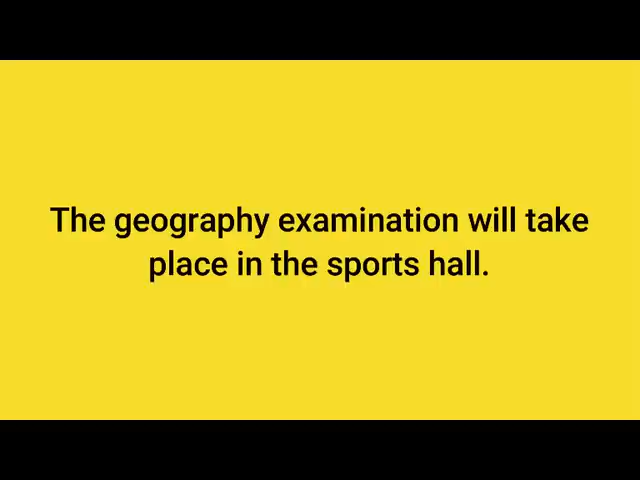 The geography examination will take
place in the sports hall.